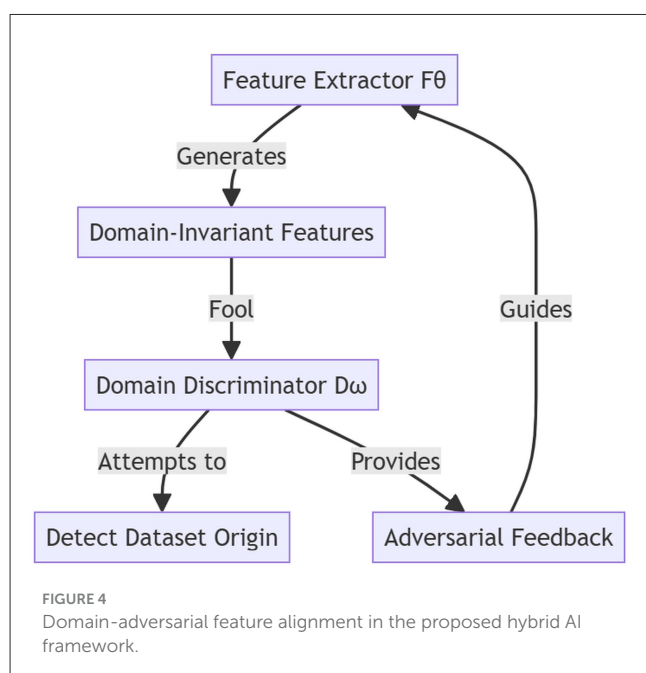 Feature Extractor Fθ
Generates
Domain-Invariant Features
Fool
Guides
Domain Discriminator Dω
Attempts to
Provides
Detect Dataset Origin
Adversarial Feedback
FIGURE 4
Domain-adversarial feature alignment in the proposed hybrid AI
framework.